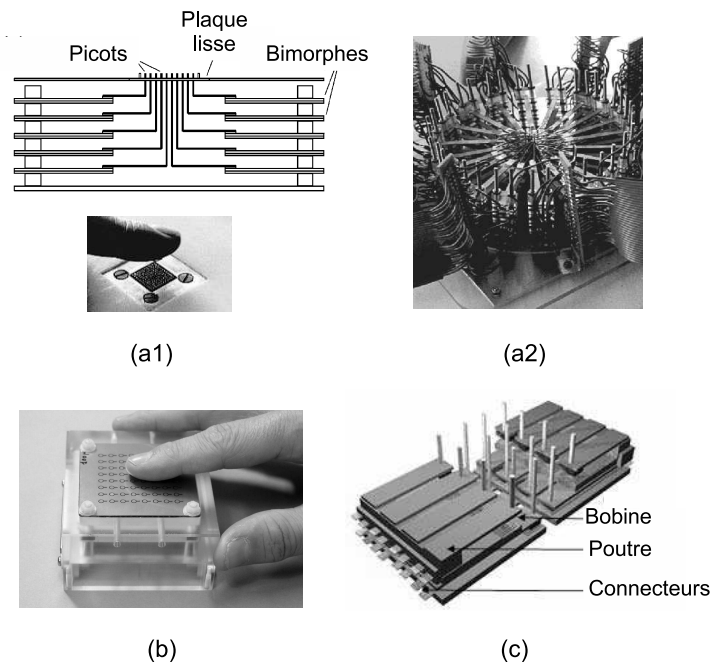 Plaque
lisse
Picots
Bimorphes
(a1)
(a2)
(b)
Bobine
Poutre
Connecteurs
(c)